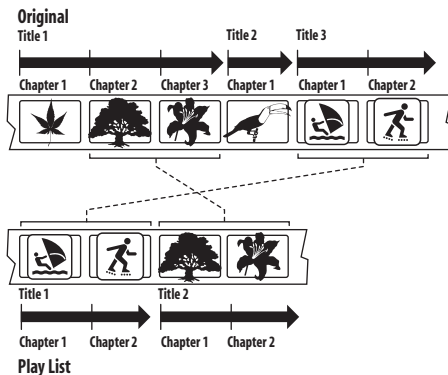 Original
Title 1 Title 2 Title 3
Chapter 1 Chapter 2 Chapter 3 Chapter 1 Chapter 1 Chapter 2
Title 1 Title 2
Chapter 1 Chapter 2 Chapter 1 Chapter 2
Play List